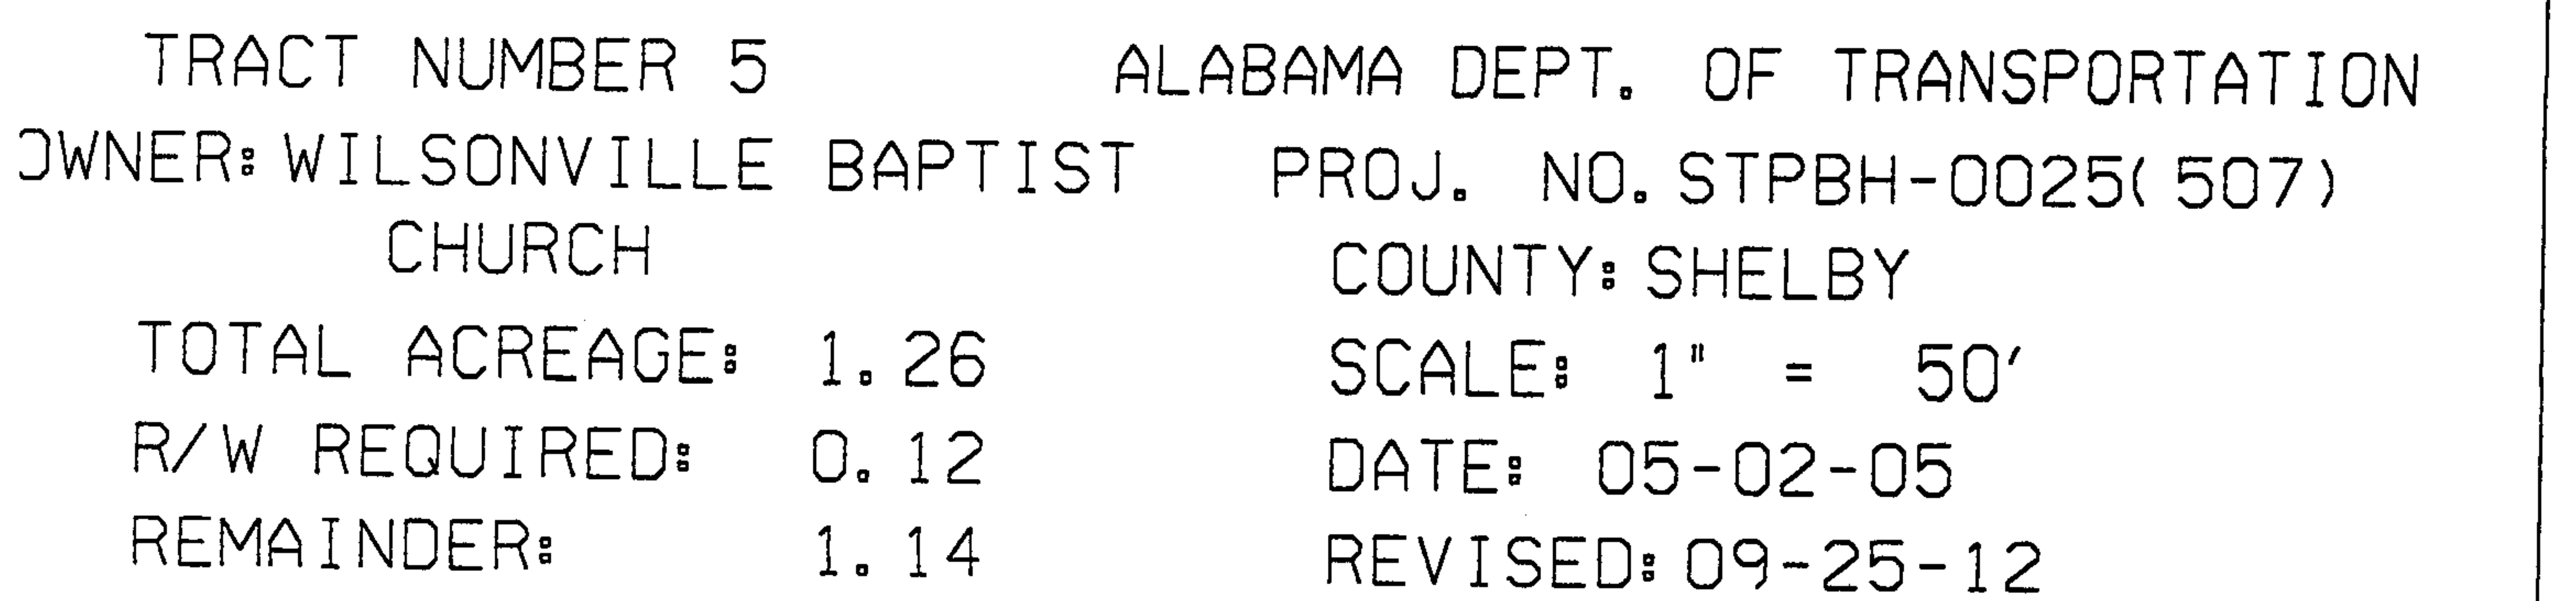 TRACT NUMBER 5
OWNER: WILSONVILLE BAPTIST
CHURCH
TOTAL ACREAGE: 1.26
R/W REQUIRED: 0.12
REMAINDER: 1.14
ALABAMA DEPT. OF TRANSPORTATION
PROJ. NO. STPBH-0025(507)
COUNTY: SHELBY
SCALE: 1" = 50'
DATE: 05-02-05
REVISED: 09-25-12